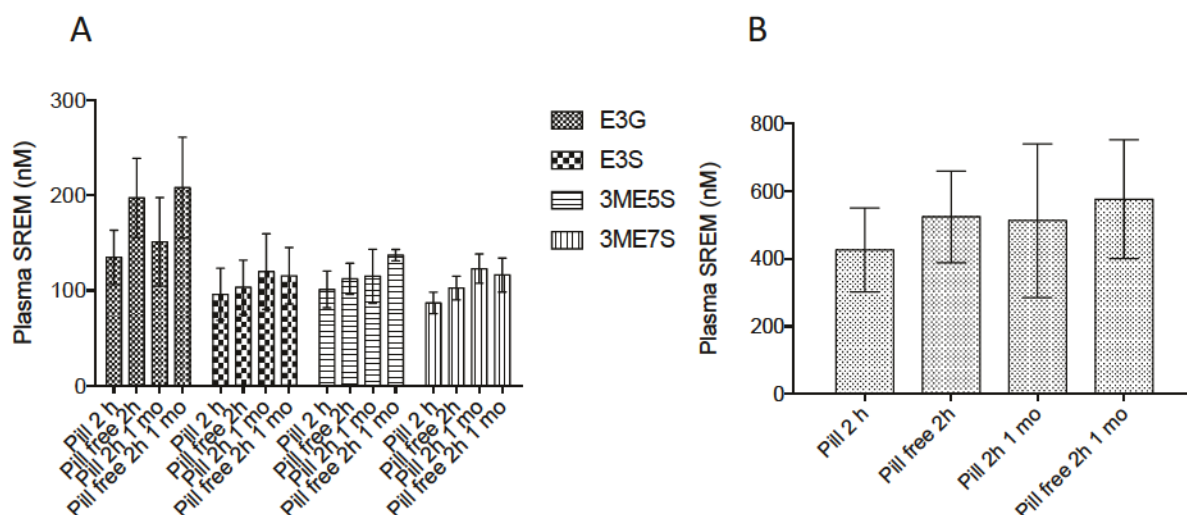 A
Plasma SREM (nM)
300
200
100
0
Pill 2 h
Pill free 2h
Pill 2h 1 mo
Pill free 2h 1 mo
Pill 2 h
Pill free 2h
Pill 2h 1 mo
Pill free 2h 1 mo
Pill 2 h
Pill free 2h
Pill 2h 1 mo
Pill free 2h 1 mo
Pill 2 h
Pill free 2h
Pill 2h 1 mo
Pill free 2h 1 mo
E3G
E3S
3ME5S
3ME7S
B
Plasma SREM (nM)
800
600
400
200
0
Pill 2 h
Pill free 2h
Pill 2h 1 mo
Pill free 2h 1 mo